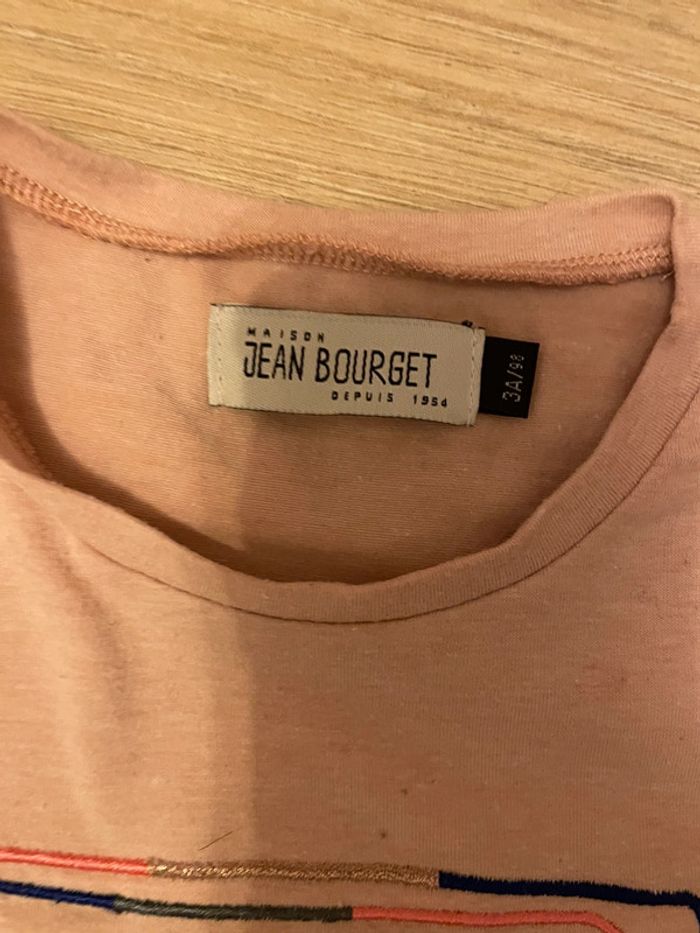 MAISON
JEAN BOURGET
DEPUIS 1954
3A/98